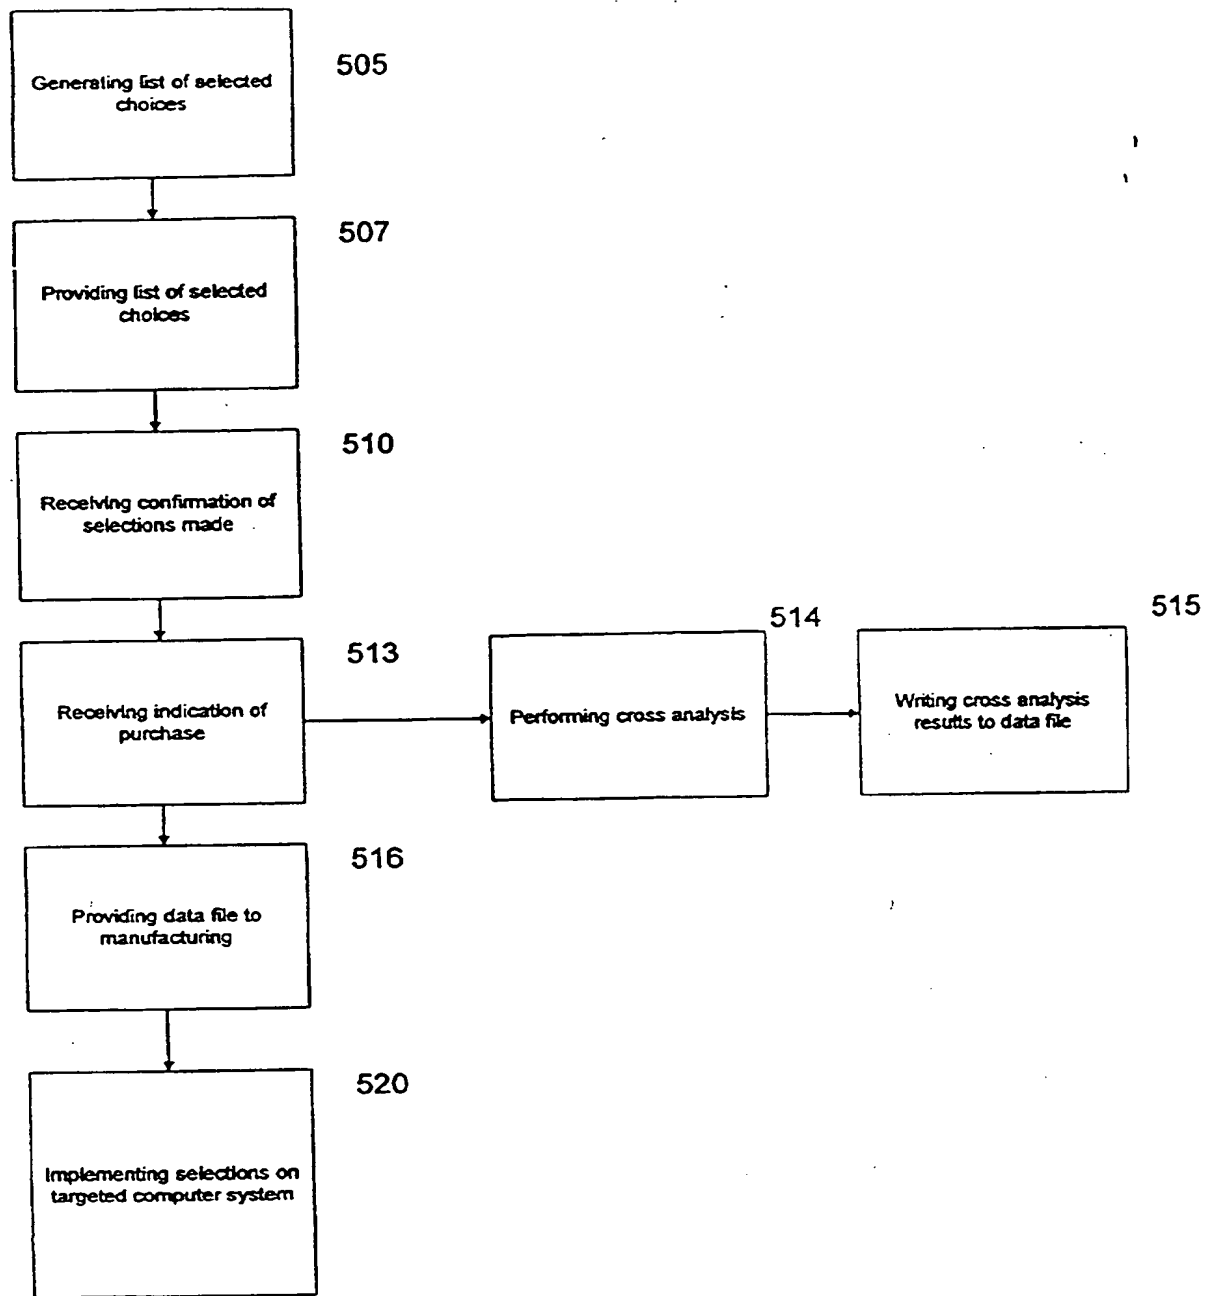 505
Generating list of selected
choices
507
Providing list of selected
choices
510
Receiving confirmation of
selections made
513
Receiving indication of
purchase
514
Performing cross analysis
515
Writing cross analysis
results to data file
516
Providing data file to
manufacturing
520
Implementing selections on
targeted computer system